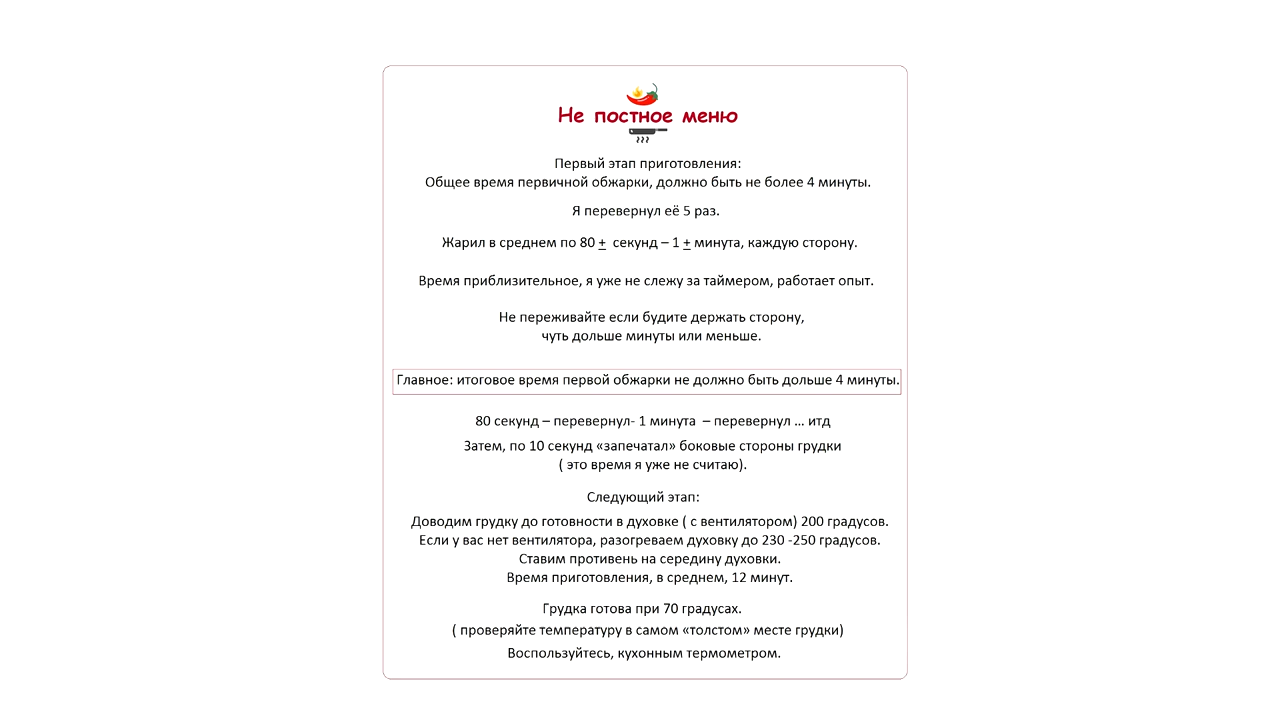 Не постное меню
Первый этап приготовления:
Общее время первичной обжарки, должно быть не более 4 минуты.
Я перевернул её 5 раз.
Жарил в среднем по 80 ± секунд – 1 ± минута, каждую сторону.
Время приблизительное, я уже не слежу за таймером, работает опыт.
Не переживайте если будите держать сторону,
чуть дольше минуты или меньше.
Главное: итоговое время первой обжарки не должно быть дольше 4 минуты.
80 секунд – перевернул- 1 минута – перевернул ... итд
Затем, по 10 секунд «запечатал» боковые стороны грудки
( это время я уже не считаю).
Следующий этап:
Доводим грудку до готовности в духовке ( с вентилятором) 200 градусов.
Если у вас нет вентилятора, разогреваем духовку до 230 -250 градусов.
Ставим противень на середину духовки.
Время приготовления, в среднем, 12 минут.
Грудка готова при 70 градусах.
( проверяйте температуру в самом «толстом» месте грудки)
Воспользуйтесь, кухонным термометром.